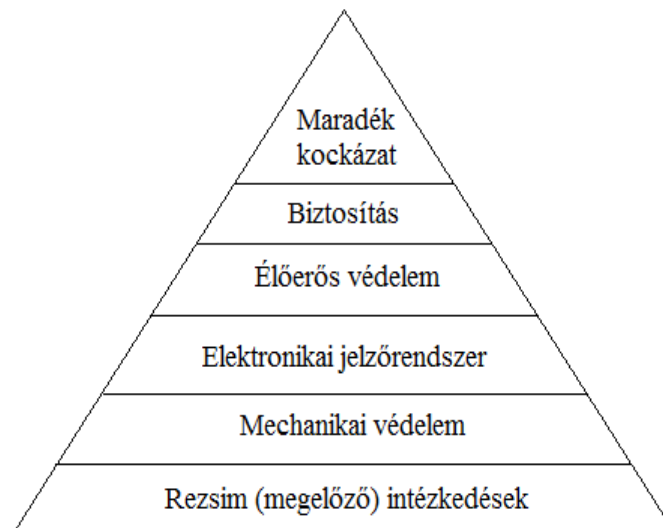 Maradék
kockázat
Biztosítás
Élőerős védelem
Elektronikai jelzőrendszer
Mechanikai védelem
Rezsim (megelőző) intézkedések